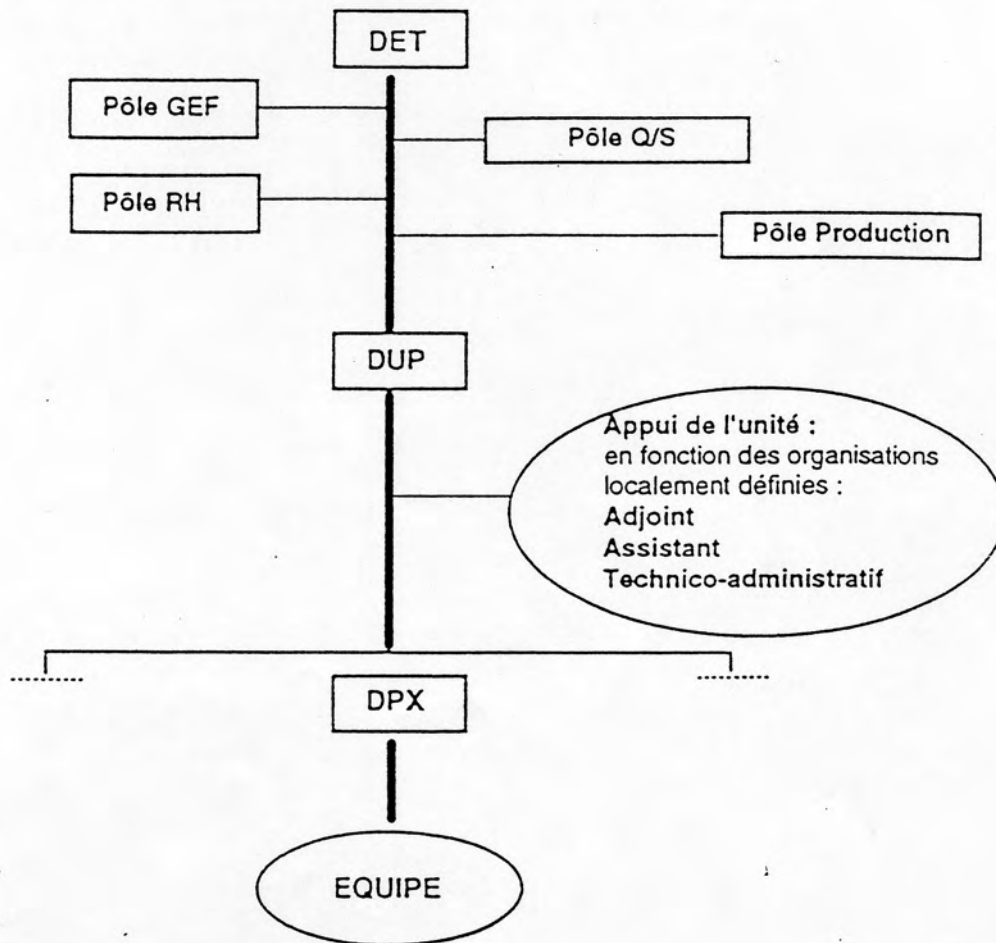 DET
Pôle GEF
Pôle Q/S
Pôle RH
Pôle Production
DUP
Appui de l'unité :
en fonction des organisations
localement définies :
Adjoint
Assistant
Technico-administratif
DPX
EQUIPE